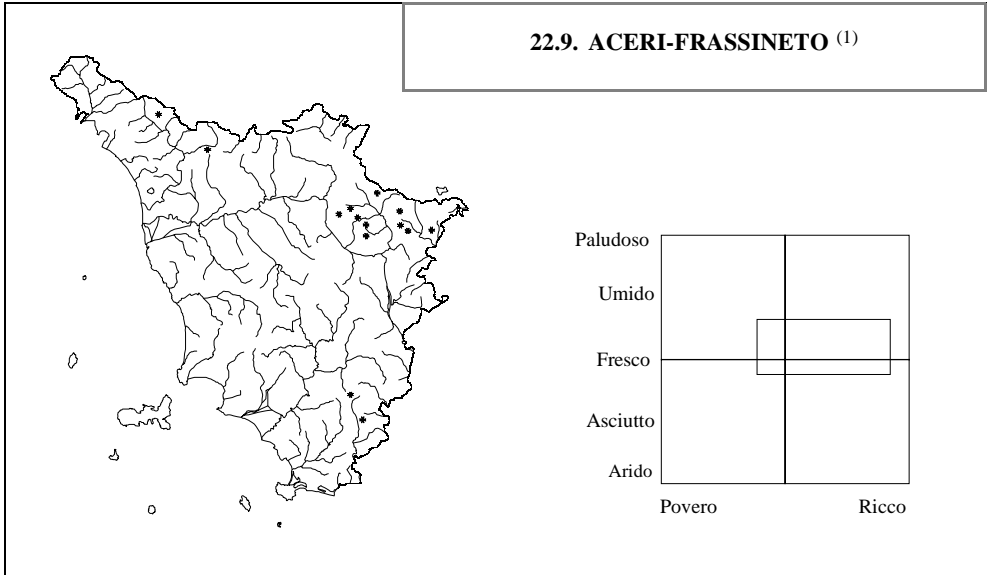 22.9. ACERI-FRASSINETO (1)
Paludoso
Umido
Fresco
Asciutto
Arido
Povero Ricco